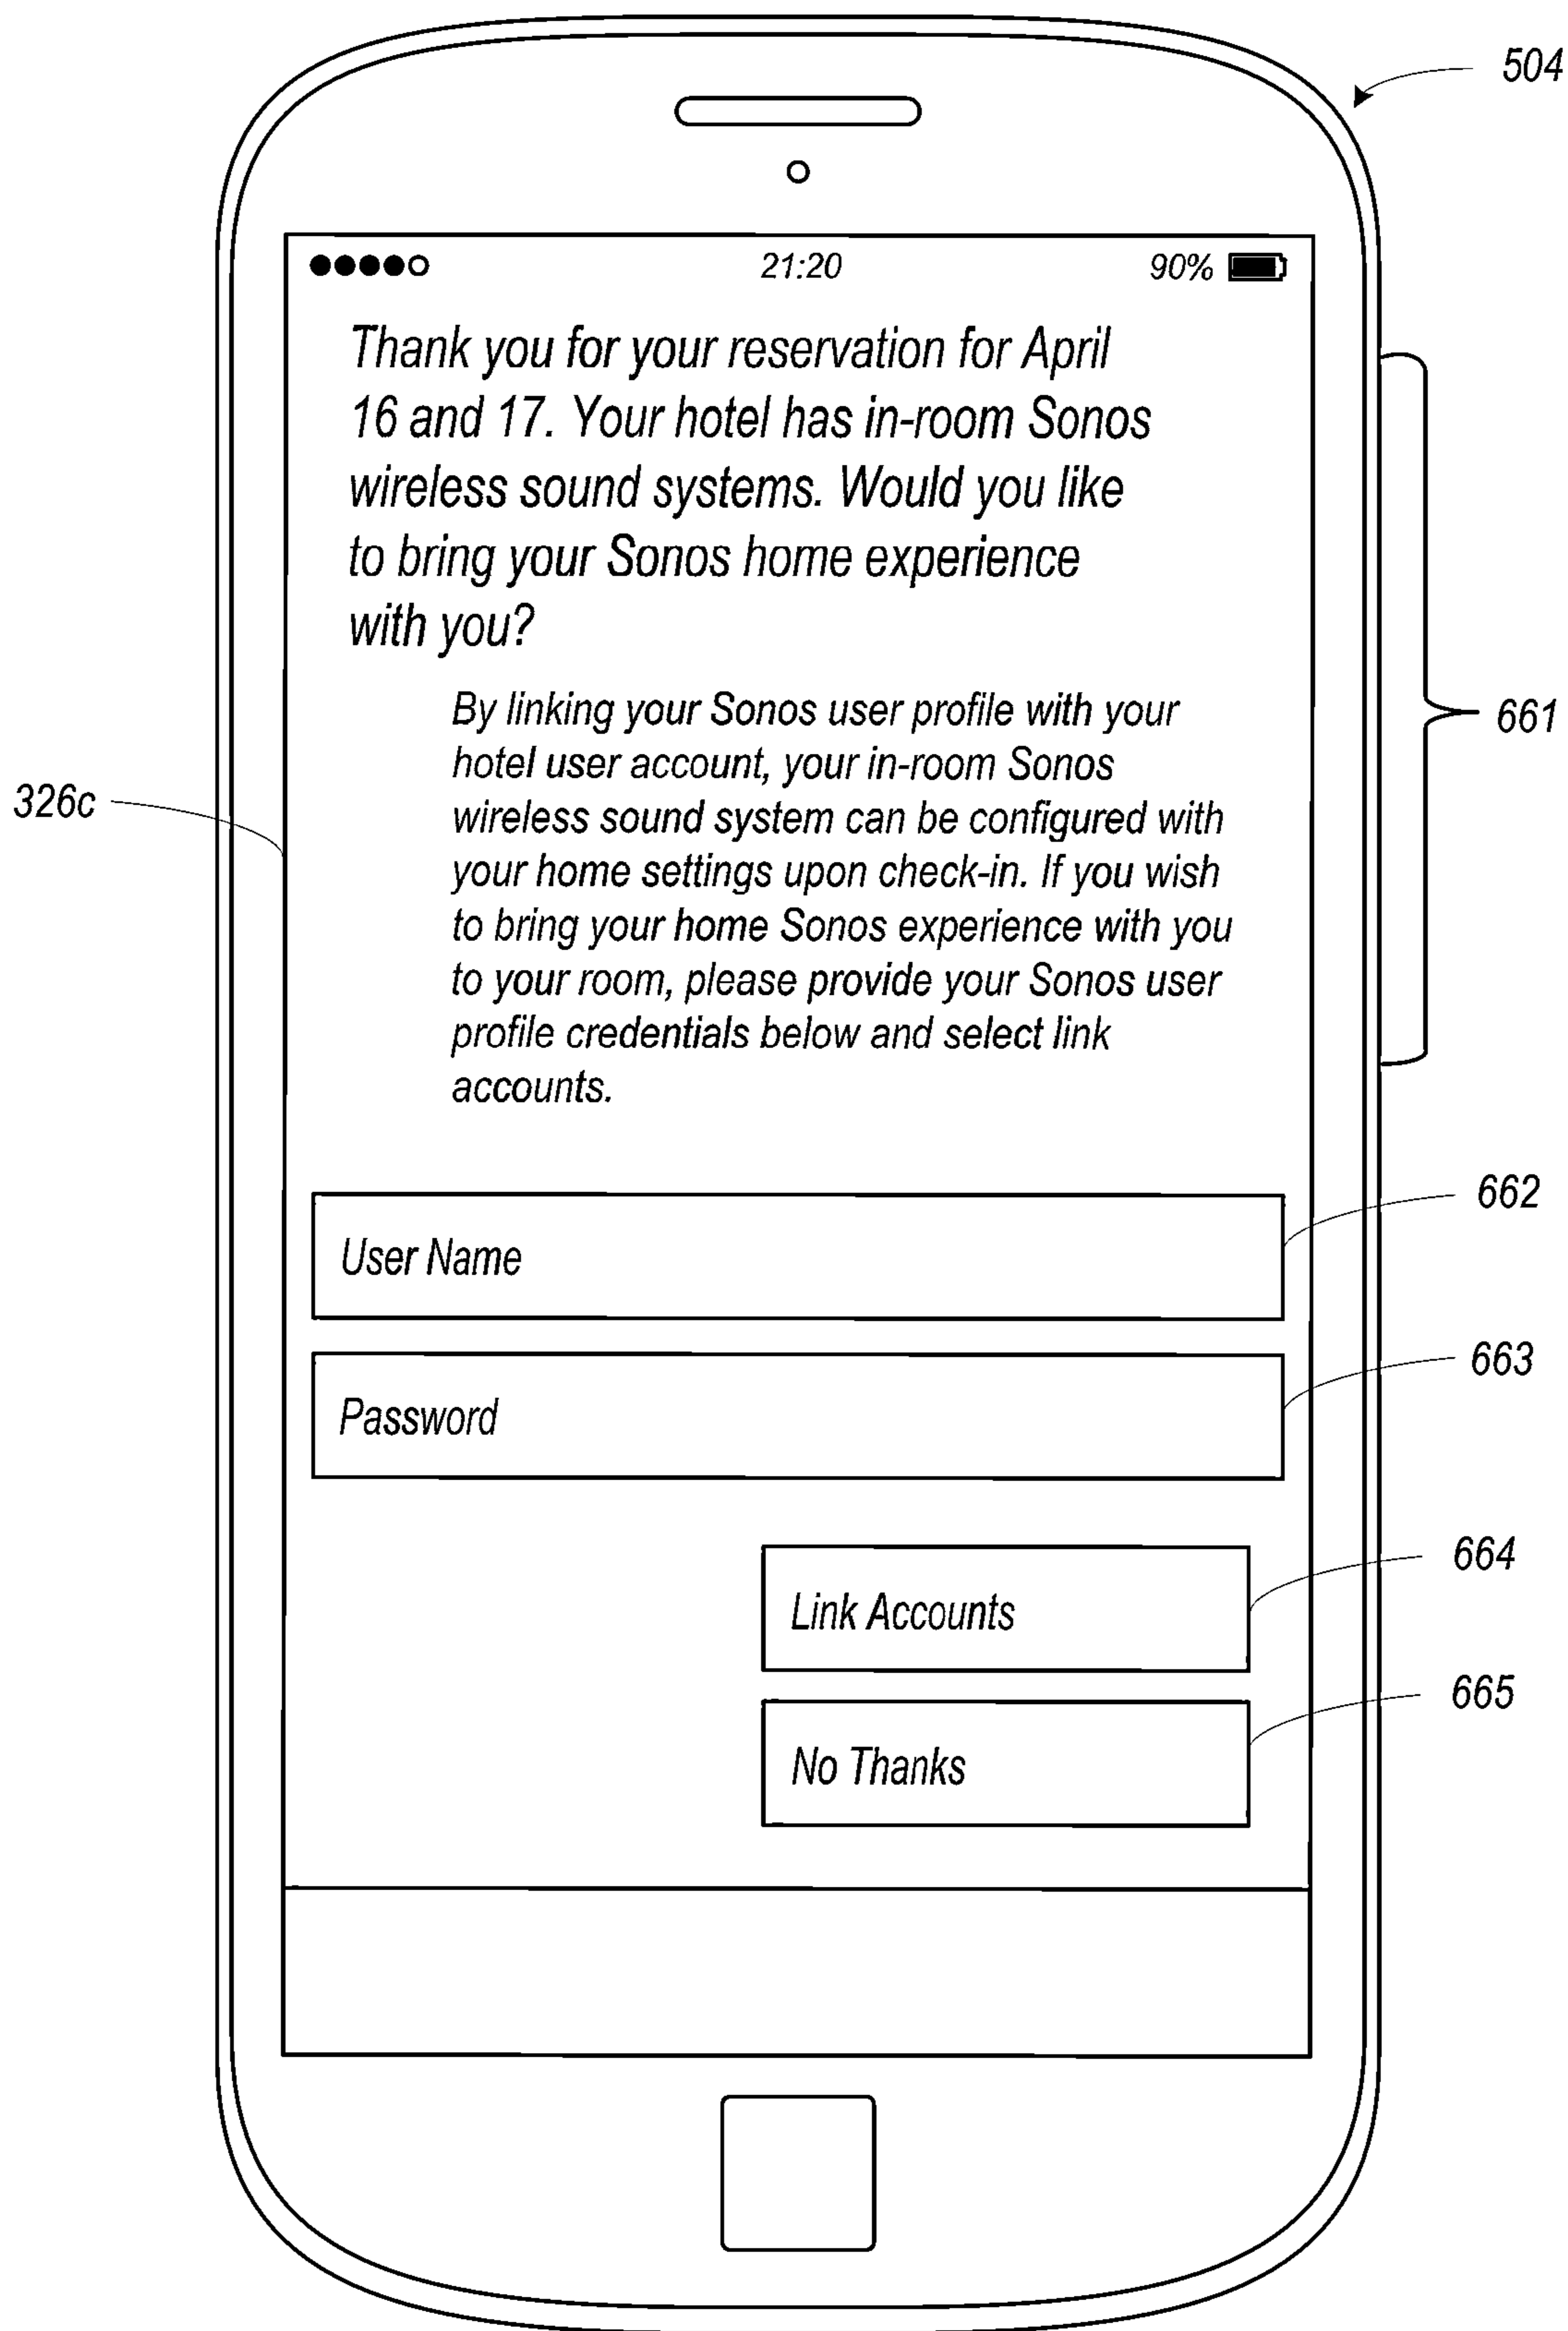 504
21:20 90%
Thank you for your reservation for April
16 and 17. Your hotel has in-room Sonos
wireless sound systems. Would you like
to bring your Sonos home experience
with you?
By linking your Sonos user profile with your
661
hotel user account, your in-room Sonos
326c
wireless sound system can be configured with
your home settings upon check-in. If you wish
to bring your home Sonos experience with you
to your room, please provide your Sonos user
profile credentials below and select link
accounts.
662
User Name
663
Password
664
Link Accounts
665
No Thanks